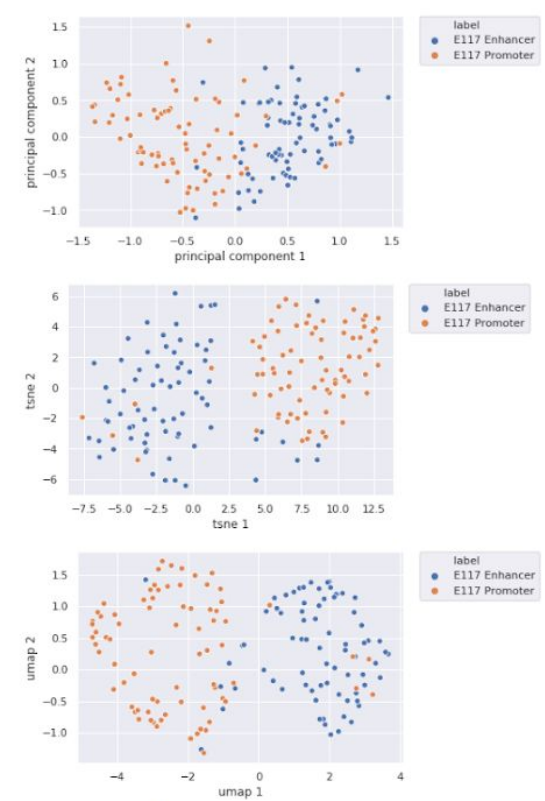 label
E117 Enhancer
E117 Promoter
principal component 2
1.5
1.0
0.5
0.0
−0.5
−1.0
−1.5 −1.0 −0.5 0.0 0.5 1.0 1.5
principal component 1
label
E117 Enhancer
E117 Promoter
tsne 2
6
4
2
0
−2
−4
−6
−7.5 −5.0 −2.5 0.0 2.5 5.0 7.5 10.0 12.5
tsne 1
label
E117 Enhancer
E117 Promoter
umap 2
1.5
1.0
0.5
0.0
−0.5
−1.0
−4 −2 0 2 4
umap 1